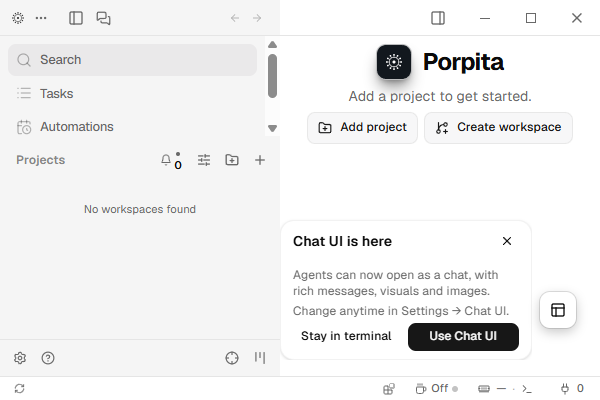 Search
Tasks
Automations
Projects
0
No workspaces found
Porpita
Add a project to get started.
Add project
Create workspace
Chat UI is here
Agents can now open as a chat, with
rich messages, visuals and images.
Change anytime in Settings → Chat UI.
Stay in terminal
Use Chat UI
Off
0